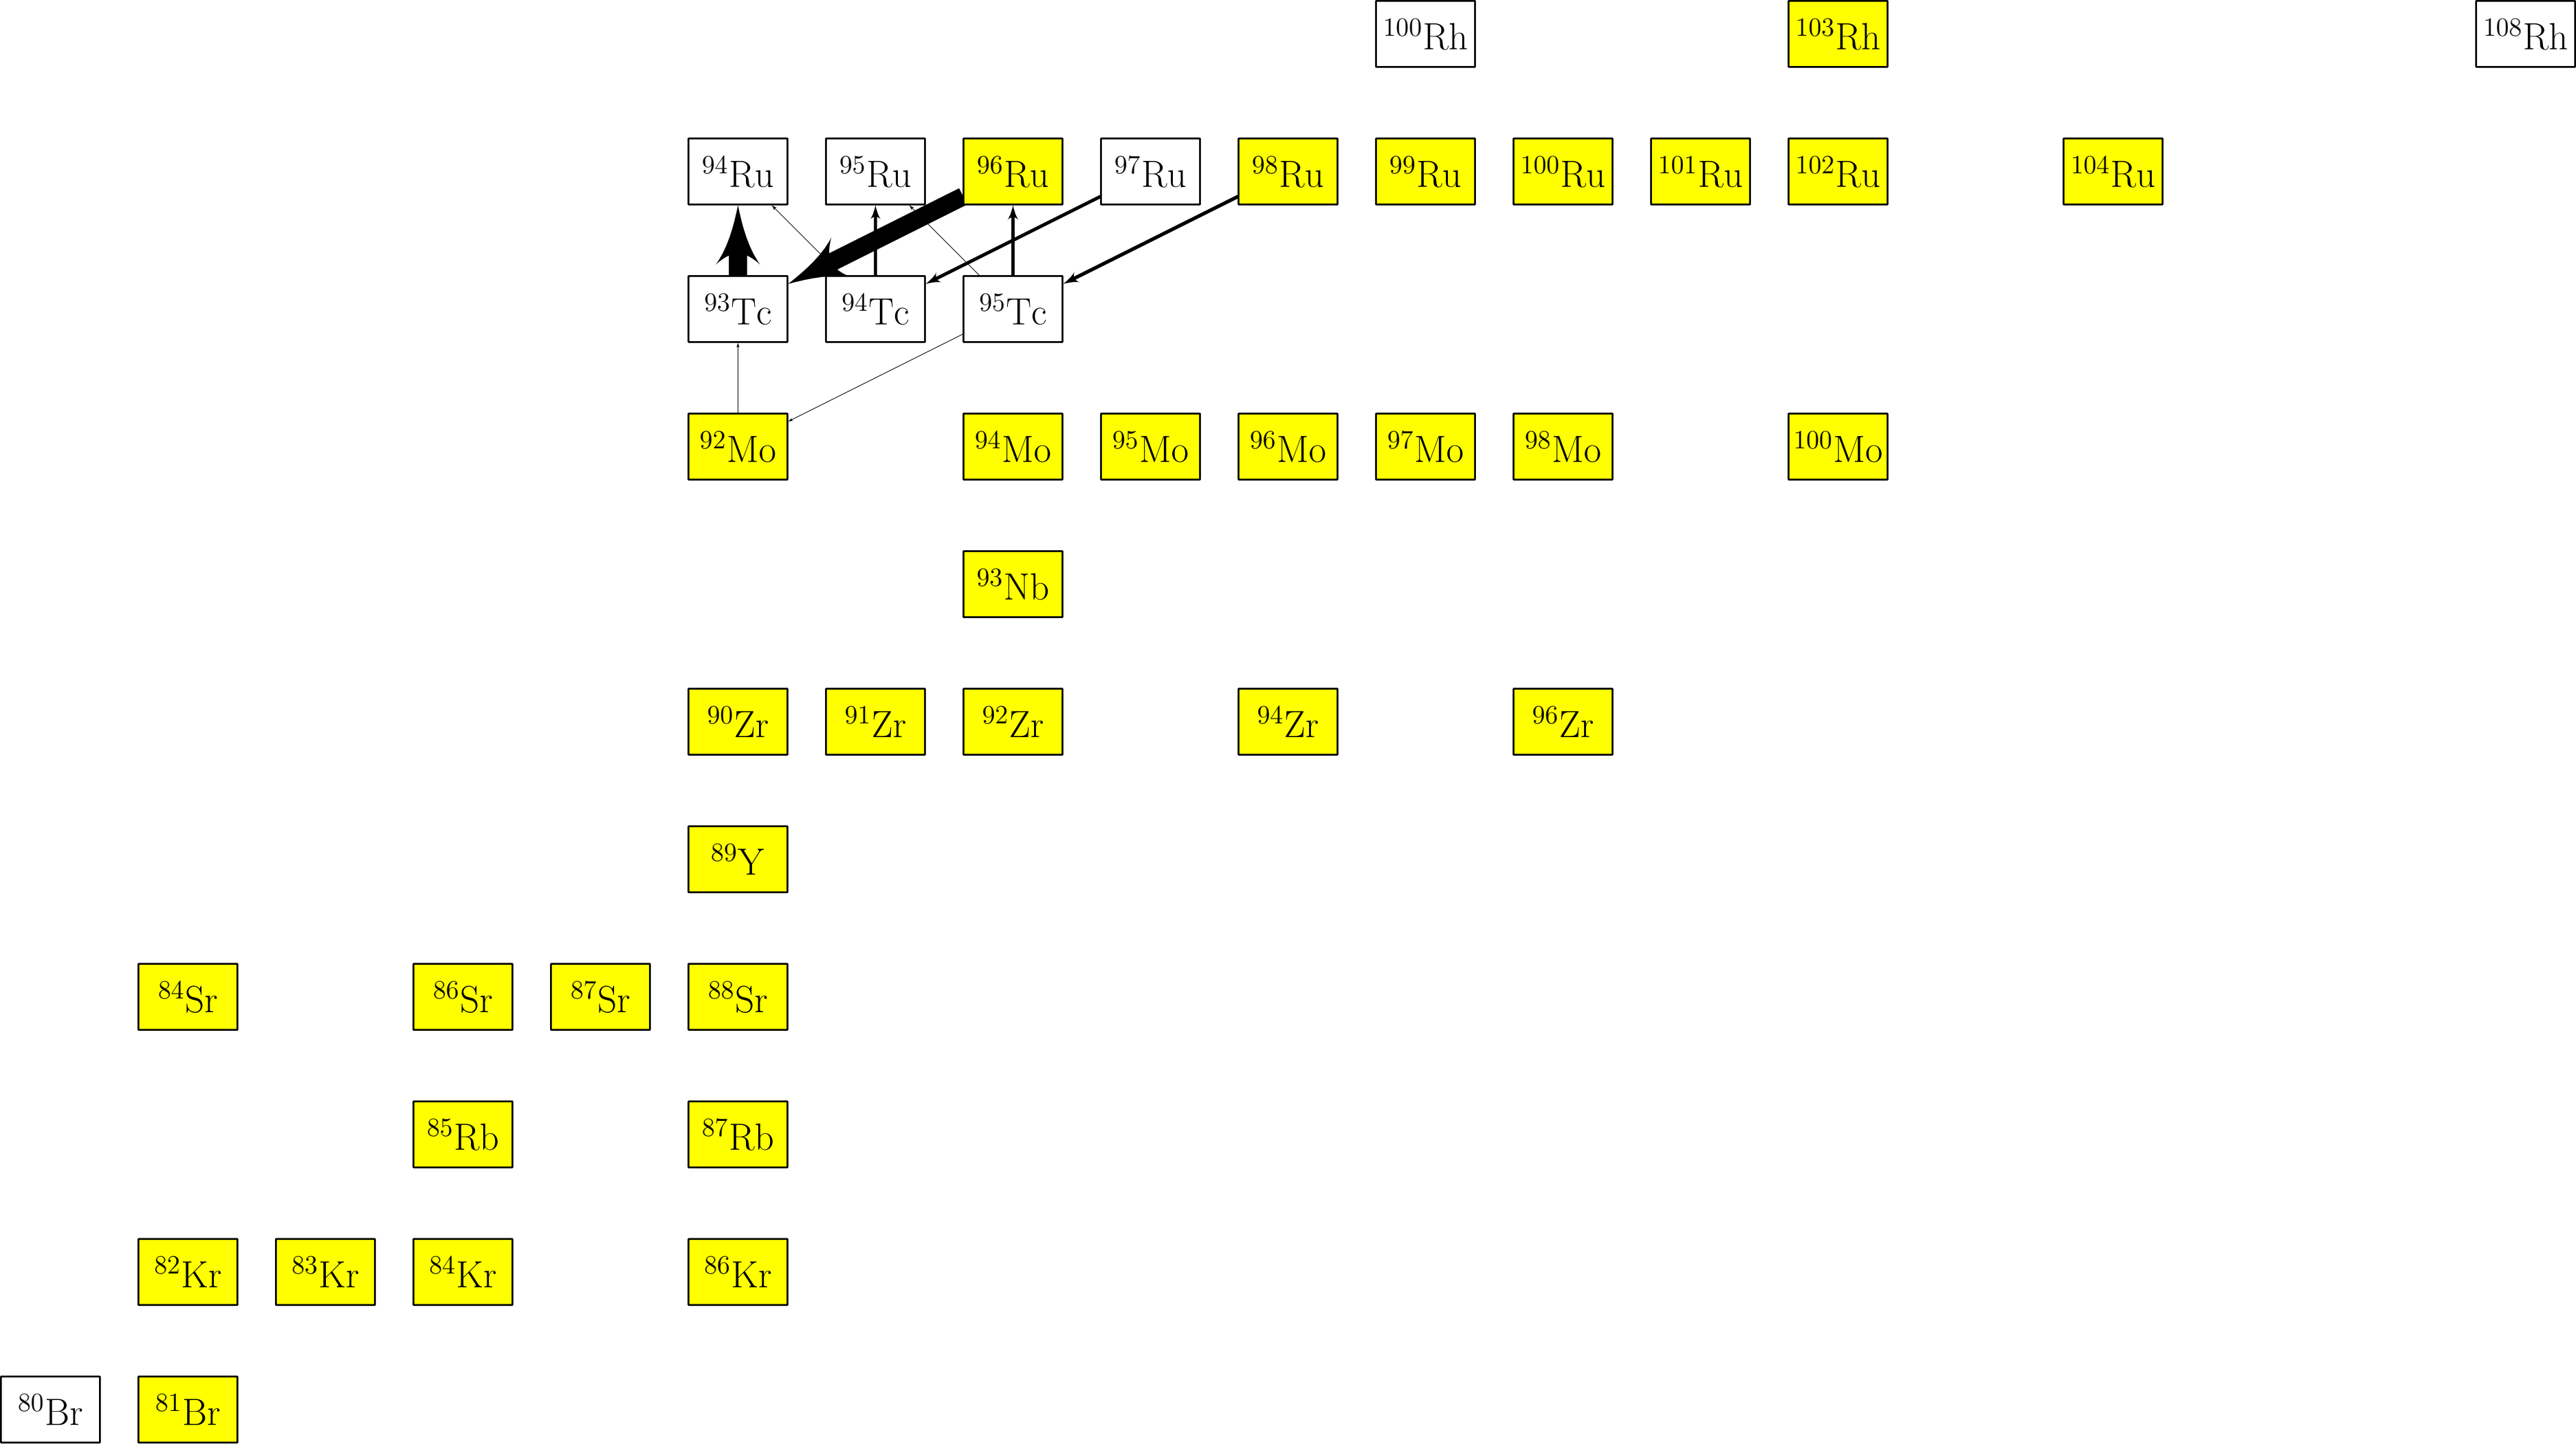 ¹⁰⁰Rh ¹⁰³Rh ¹⁰⁸Rh
⁹⁴Ru ⁹⁵Ru ⁹⁶Ru ⁹⁷Ru ⁹⁸Ru ⁹⁹Ru ¹⁰⁰Ru ¹⁰¹Ru ¹⁰²Ru ¹⁰⁴Ru
⁹³Tc ⁹⁴Tc ⁹⁵Tc
⁹²Mo ⁹⁴Mo ⁹⁵Mo ⁹⁶Mo ⁹⁷Mo ⁹⁸Mo ¹⁰⁰Mo
⁹³Nb
⁹⁰Zr ⁹¹Zr ⁹²Zr ⁹⁴Zr ⁹⁶Zr
⁸⁹Y
⁸⁴Sr ⁸⁶Sr ⁸⁷Sr ⁸⁸Sr
⁸⁵Rb ⁸⁷Rb
⁸²Kr ⁸³Kr ⁸⁴Kr ⁸⁶Kr
⁸⁰Br ⁸¹Br